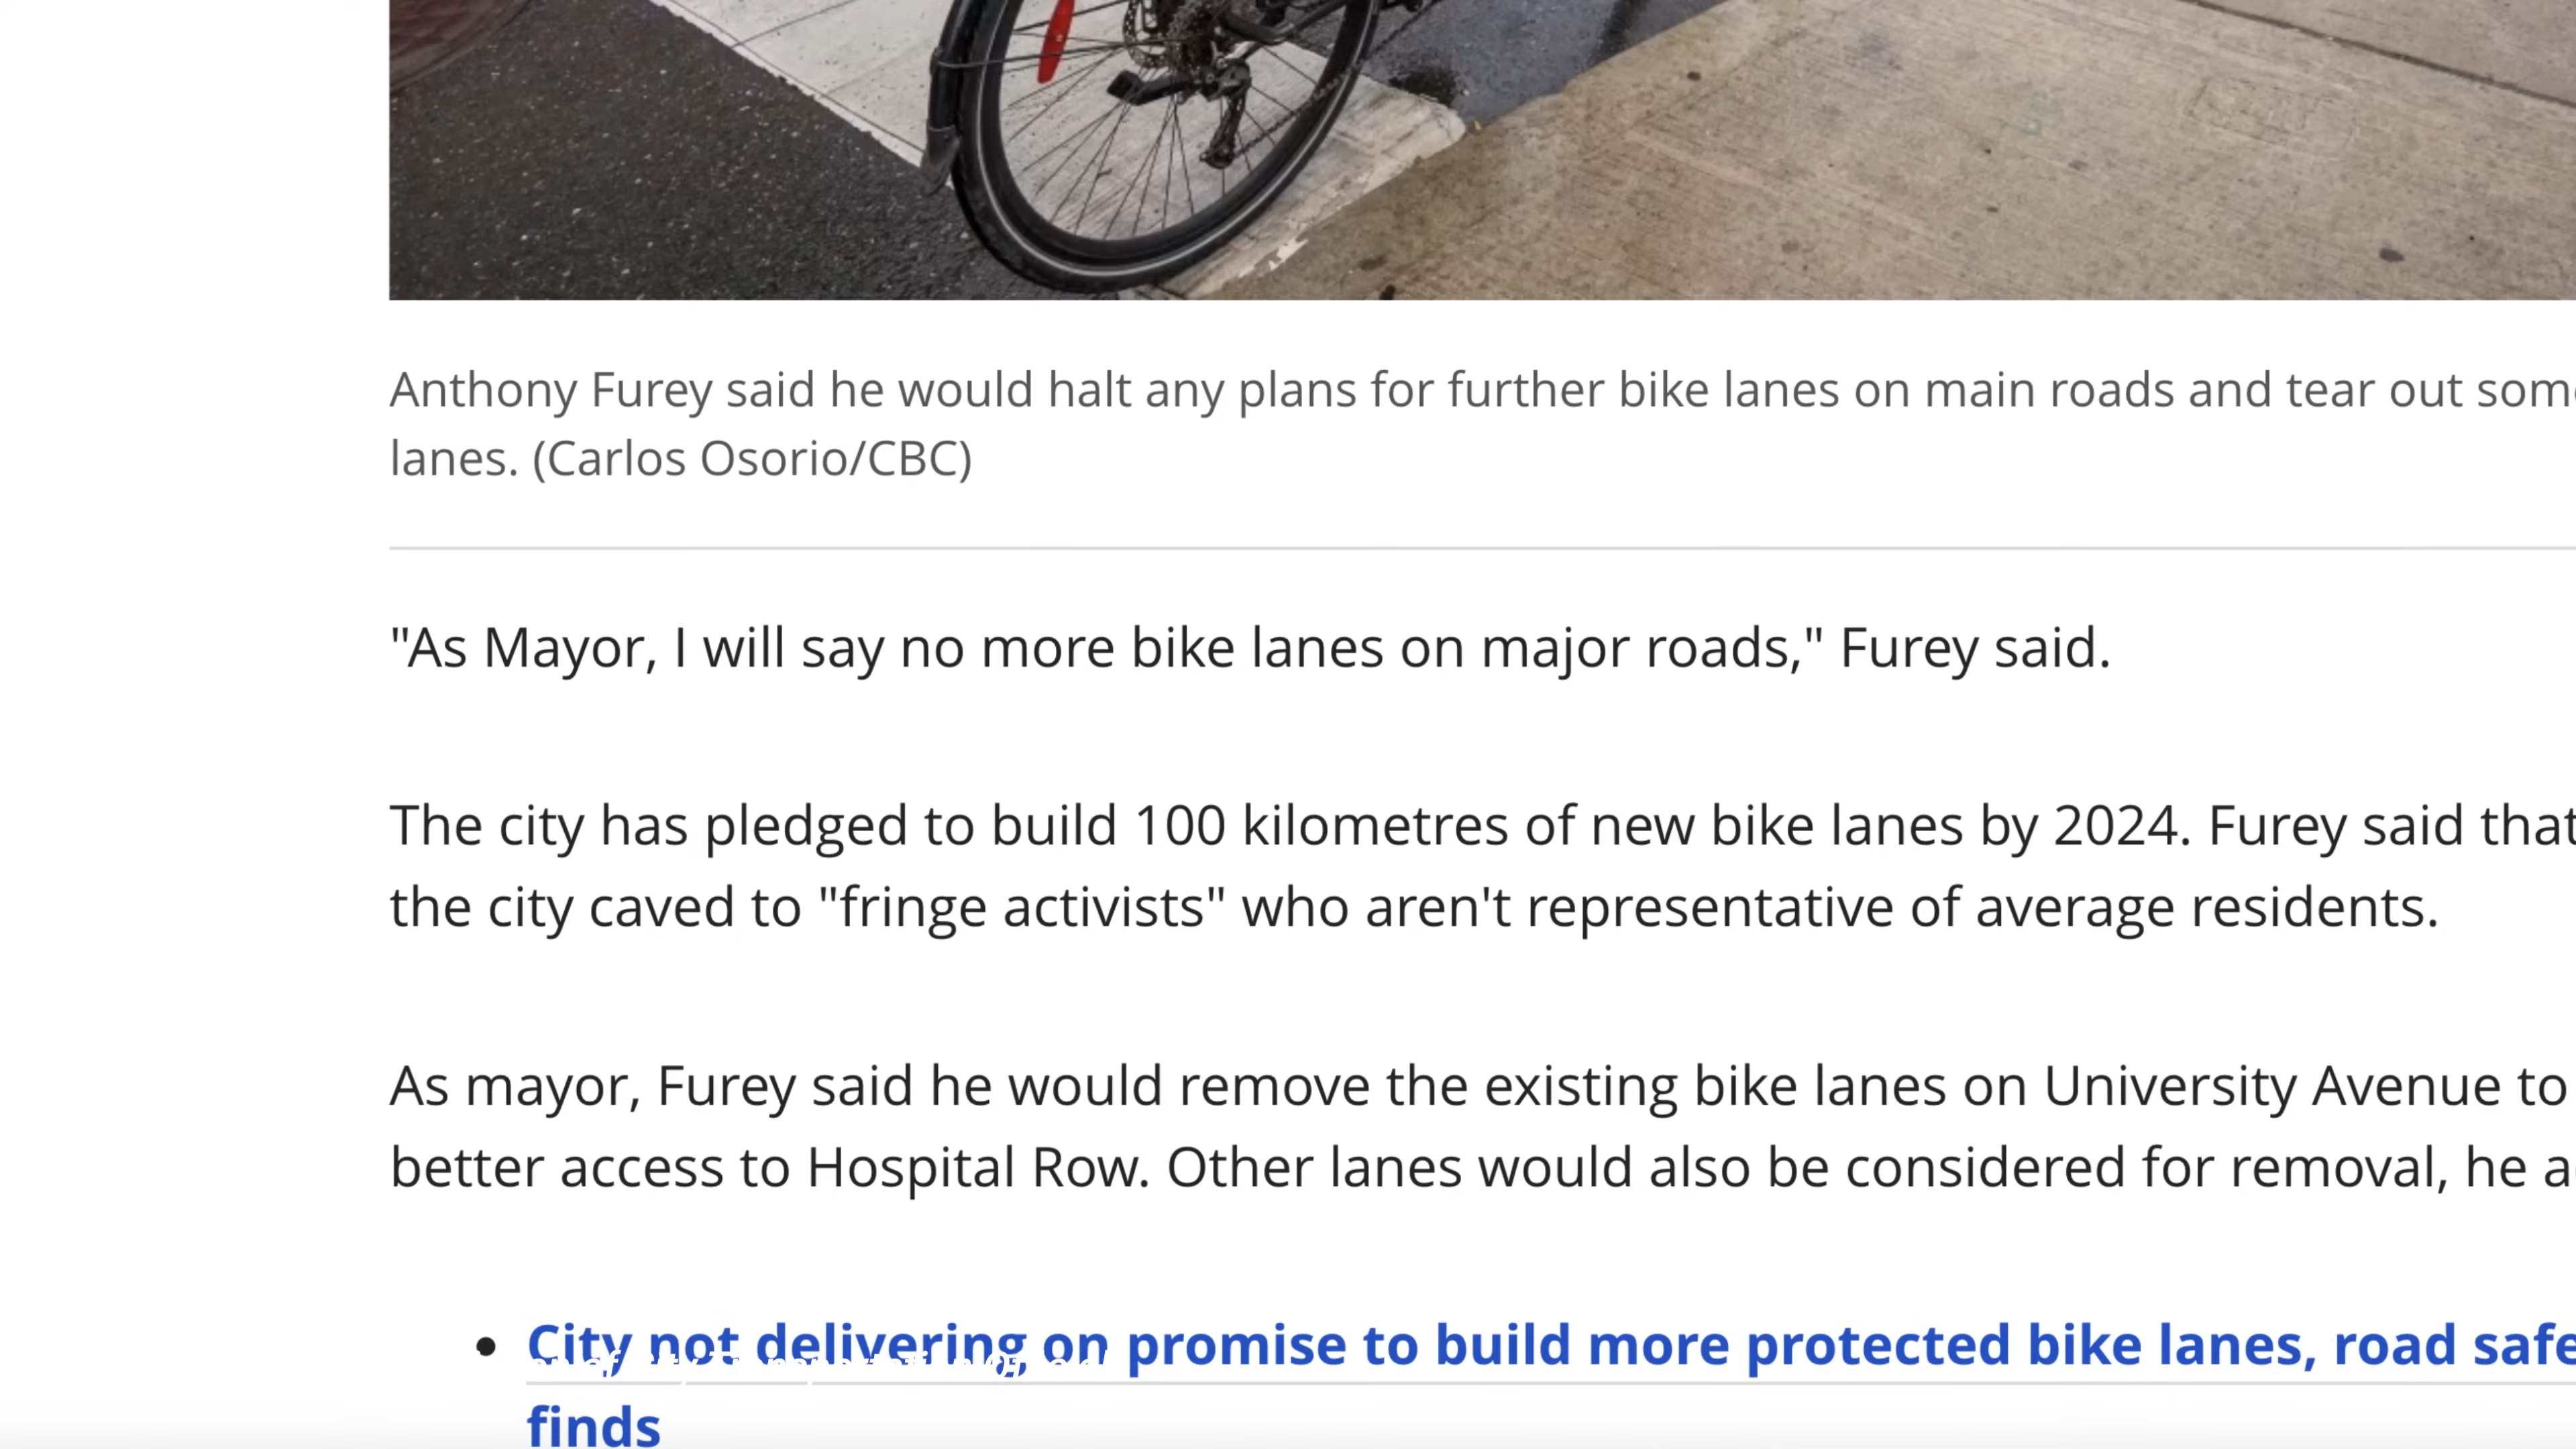 Anthony Furey said he would halt any plans for further bike lanes on main roads and tear out
lanes. (Carlos Osorio/CBC)
"As Mayor, I will say no more bike lanes on major roads," Furey said.
The city has pledged to build 100 kilometres of new bike lanes by 2024. Furey said that
the city caved to "fringe activists" who aren't representative of average residents.
As mayor, Furey said he would remove the existing bike lanes on University Avenue to
better access to Hospital Row. Other lanes would also be considered for removal, he
• City not delivering on promise to build more protected bike lanes, road
finds